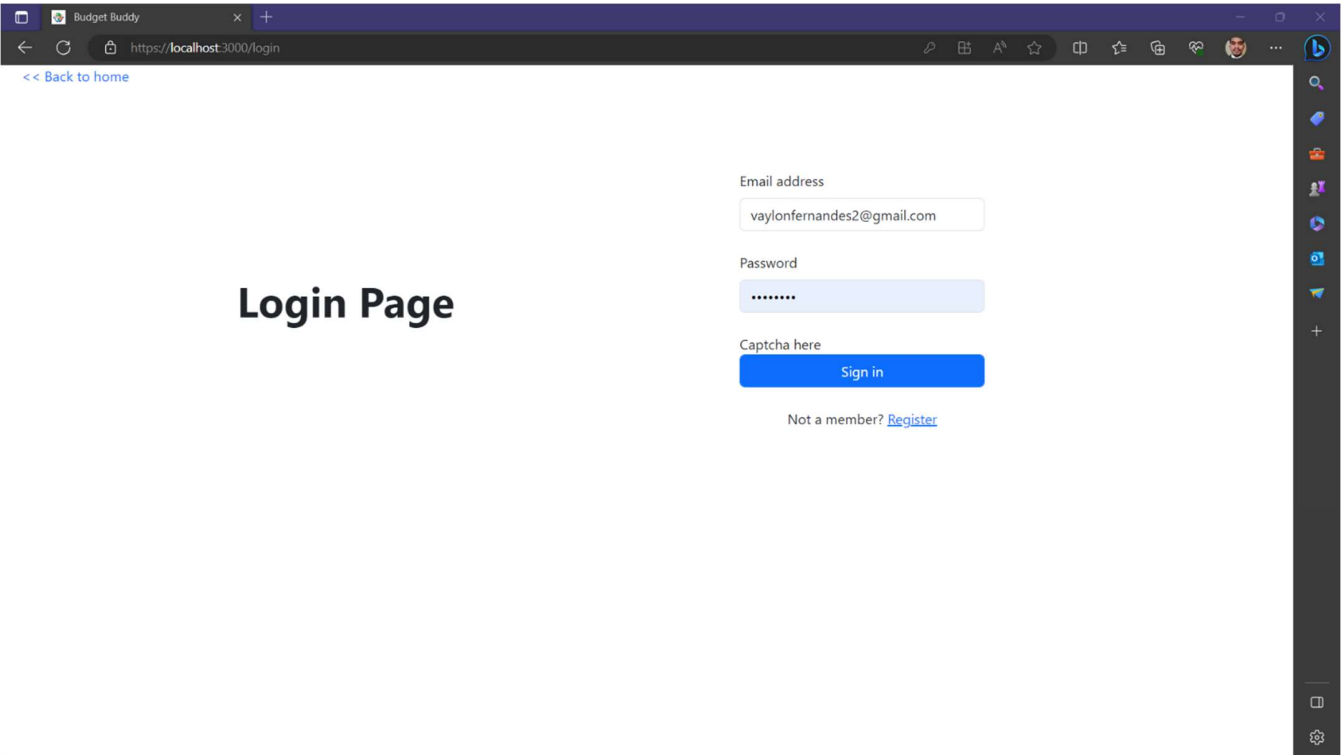 Budget Buddy
https://localhost:3000/login
<< Back to home
Email address
vaylonfernandes2@gmail.com
Password
••••••••
Login Page
Captcha here
Sign in
Not a member? Register